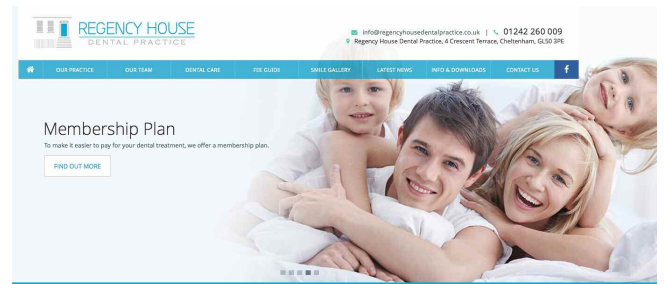 REGENCY HOUSE
DENTAL PRACTICE
info@regencyhousedentalpractice.co.uk | 01242 260 009
Regency House Dental Practice, 4 Crescent Terrace, Cheltenham, GL50 3PE
OUR PRACTICE OUR TEAM DENTAL CARE FEE GUIDE SMILE GALLERY LATEST NEWS INFO & DOWNLOADS CONTACT US f
Membership Plan
To make it easier to pay for your dental treatment, we offer a membership plan.
FIND OUT MORE